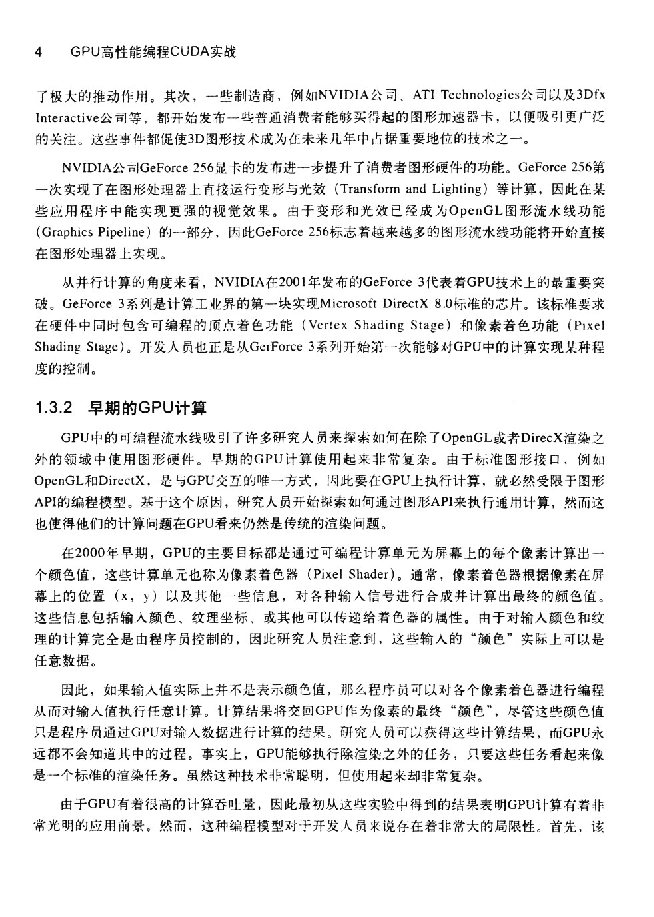 4 GPU高性能编程CUDA实战
了极大的推动作用。其次，一些制造商，例如NVIDIA公司、ATI Technologies公司以及3Dfx
Interactive公司等，都开始发布一些普通消费者能够买得起的图形加速器卡，以便吸引更广泛
的关注。这些事件都促使3D图形技术成为在未来几年中占据重要地位的技术之一。
NVIDIA公司GeForce 256显卡的发布进一步提升了消费者图形硬件的功能。GeForce 256第
一次实现了在图形处理器上直接运行变形与光效（Transform and Lighting）等计算，因此在某
些应用程序中能实现更强的视觉效果。由于变形和光效已经成为OpenGL图形流水线功能
(Graphics Pipeline) 的一部分，因此GeForce 256标志着越来越多的图形流水线功能将开始直接
在图形处理器上实现。
从并行计算的角度来看，NVIDIA在2001年发布的GeForce 3代表着GPU技术上的最重要突
破。GeForce 3系列是计算工业界的第一块实现Microsoft DirectX 8.0标准的芯片。该标准要求
在硬件中同时包含可编程的顶点着色功能（Vertex Shading Stage）和像素着色功能（Pixel
Shading Stage）。开发人员也正是从GeForce 3系列开始第一次能够对GPU中的计算实现某种程
度的控制。
1.3.2 早期的GPU计算
GPU中的可编程流水线吸引了许多研究人员来探索如何在除了OpenGL或者DirecX渲染之
外的领域中使用图形硬件。早期的GPU计算使用起来非常复杂。由于标准图形接口，例如
OpenGL和DirectX，是与GPU交互的唯一方式，因此要在GPU上执行计算，就必然受限于图形
API的编程模型。基于这个原因，研究人员开始探索如何通过图形API来执行通用计算，然而这
也使得他们的计算问题在GPU看来仍然是传统的渲染问题。
在2000年早期，GPU的主要目标都是通过可编程计算单元为屏幕上的每个像素计算出一
个颜色值，这些计算单元也称为像素着色器（Pixel Shader）。通常，像素着色器根据像素在屏
幕上的位置（x，y）以及其他一些信息，对各种输入信号进行合成并计算出最终的颜色值。
这些信息包括输入颜色、纹理坐标、或其他可以传递给着色器的属性。由于对输入颜色和纹
理的计算完全是由程序员控制的，因此研究人员注意到，这些输入的“颜色”实际上可以是
任意数据。
因此，如果输入值实际上并不是表示颜色值，那么程序员可以对各个像素着色器进行编程
从而对输入值执行任意计算。计算结果将交回GPU作为像素的最终“颜色”，尽管这些颜色值
只是程序员通过GPU对输入数据进行计算的结果。研究人员可以获得这些计算结果，而GPU永
远都不会知道其中的过程。事实上，GPU能够执行除渲染之外的任务，只要这些任务看起来像
是一个标准的渲染任务。虽然这种技术非常聪明，但使用起来却非常复杂。
由于GPU有着很高的计算吞吐量，因此最初从这些实验中得到的结果表明GPU计算有着非
常光明的应用前景。然而，这种编程模型对于开发人员来说存在着非常大的局限性。首先，该